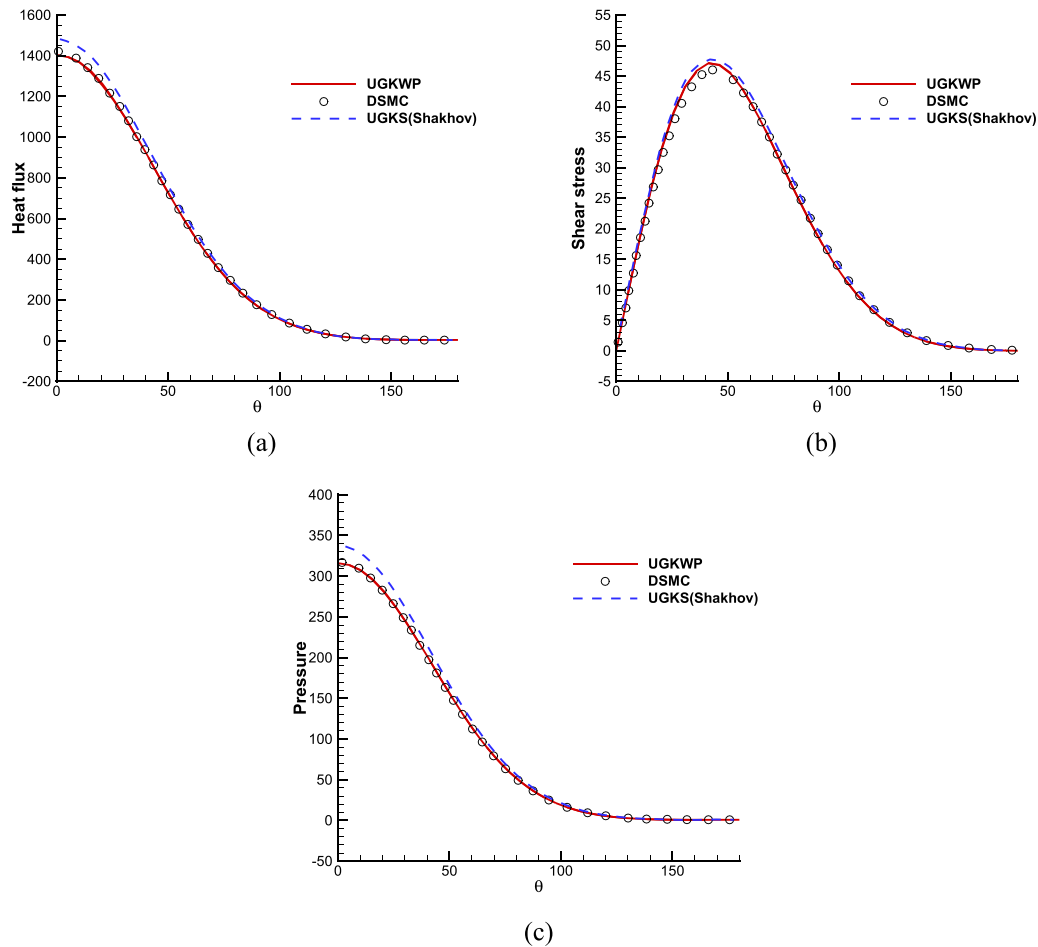 1600
1400
1200
1000
800
600
400
200
0
-200
Heat flux
0
50
100
150
θ
UGKWP
DSMC
UGKS(Shakhov)
(a)
55
50
45
40
35
30
25
20
15
10
5
0
-5
Shear stress
0
50
100
150
θ
UGKWP
DSMC
UGKS(Shakhov)
(b)
400
350
300
250
200
150
100
50
0
-50
Pressure
0
50
100
150
θ
UGKWP
DSMC
UGKS(Shakhov)
(c)